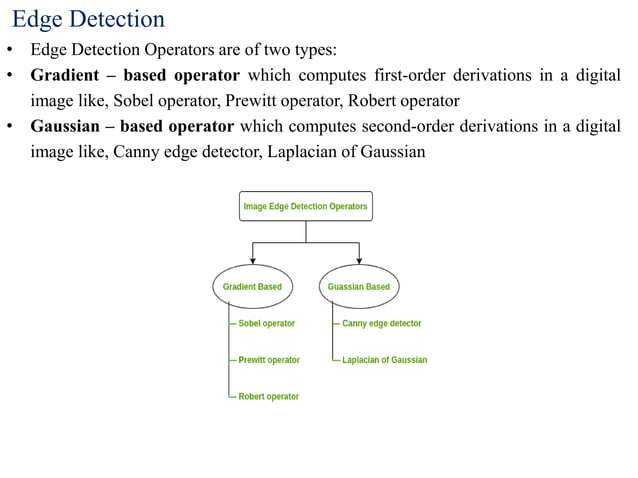 Edge Detection
• Edge Detection Operators are of two types:
• Gradient – based operator which computes first-order derivations in a digital
image like, Sobel operator, Prewitt operator, Robert operator
• Gaussian – based operator which computes second-order derivations in a digital
image like, Canny edge detector, Laplacian of Gaussian
Image Edge Detection Operators
Gradient Based
Guassian Based
Sobel operator
Canny edge detector
Prewitt operator
Laplacian of Gaussian
Robert operator